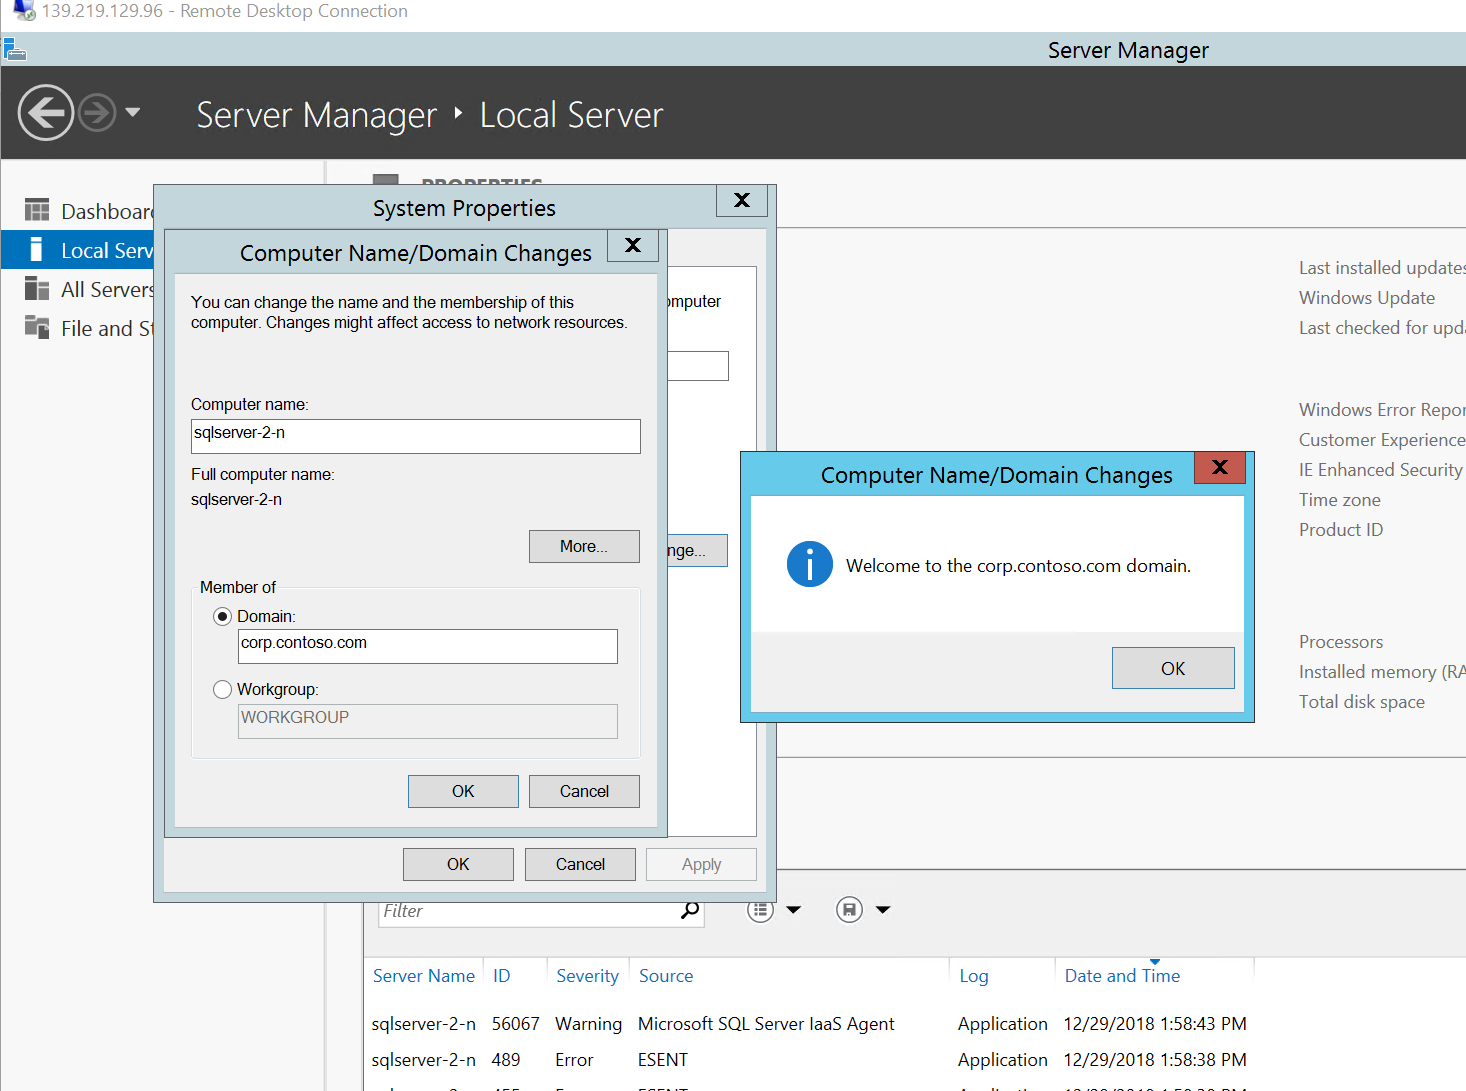 139.219.129.96 - Remote Desktop Connection
Server Manager
Server Manager
Local Server
PROPERTIES
Dashboard
Local Serv
All Servers
File and St
System Properties
X
Computer Name/Domain Changes
X
You can change the name and the membership of this
computer. Changes might affect access to network resources.
omputer
Computer name:
sqlserver-2-n
Full computer name:
sqlserver-2-n
More...
nge...
Member of
Domain:
corp.contoso.com
Workgroup:
WORKGROUP
OK
Cancel
OK
Cancel
Apply
Computer Name/Domain Changes
X
Welcome to the corp.contoso.com domain.
OK
Last installed updates
Windows Update
Last checked for upda
Windows Error Repor
Customer Experience
IE Enhanced Security
Time zone
Product ID
Processors
Installed memory (RA
Total disk space
Filter
Server Name ID Severity Source Log Date and Time
sqlserver-2-n 56067 Warning Microsoft SQL Server IaaS Agent Application 12/29/2018 1:58:43 PM
sqlserver-2-n 489 Error ESENT Application 12/29/2018 1:58:38 PM